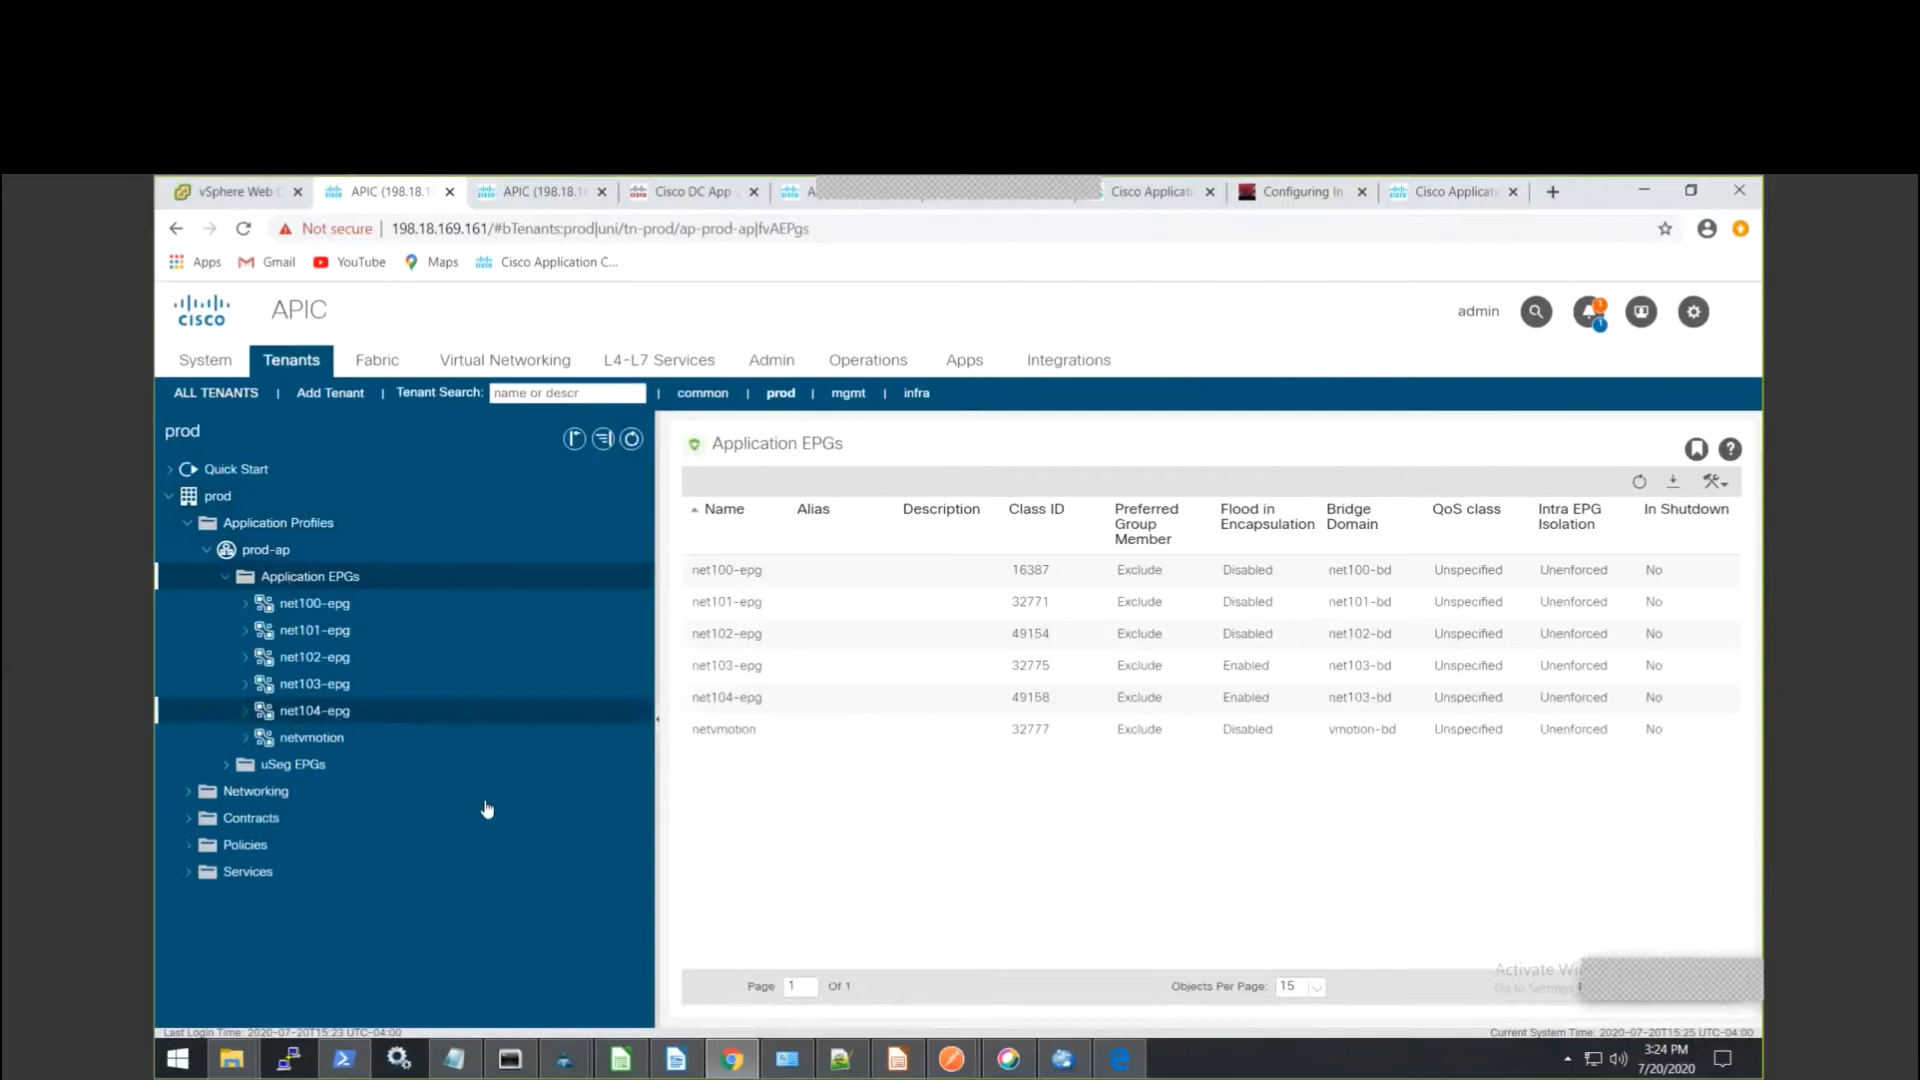 vSphere Web C
APIC (198.18.1
APIC (198.18.1
Cisco DC App
A
Cisco Applicati
Configuring In
Cisco Applicati
Not secure | 198.18.169.161/#bTenants:prod|uni/tn-prod/ap-prod-ap|fvAEPgs
Apps Gmail YouTube Maps Cisco Application C...
cisco APIC
admin
System Tenants Fabric Virtual Networking L4-L7 Services Admin Operations Apps Integrations
ALL TENANTS | Add Tenant | Tenant Search: name or descr | common | prod | mgmt | infra
prod
Quick Start
prod
Application Profiles
prod-ap
Application EPGs
net100-epg
net101-epg
net102-epg
net103-epg
net104-epg
netvmotion
uSeg EPGs
Networking
Contracts
Policies
Services
Application EPGs
Name Alias Description Class ID Preferred Group Member Flood in Encapsulation Bridge Domain QoS class Intra EPG Isolation In Shutdown
net100-epg 16387 Exclude Disabled net100-bd Unspecified Unenforced No
net101-epg 32771 Exclude Disabled net101-bd Unspecified Unenforced No
net102-epg 49154 Exclude Disabled net102-bd Unspecified Unenforced No
net103-epg 32775 Exclude Enabled net103-bd Unspecified Unenforced No
net104-epg 49158 Exclude Enabled net103-bd Unspecified Unenforced No
netvmotion 32777 Exclude Disabled vmotion-bd Unspecified Unenforced No
Page 1 Of 1 Objects Per Page: 15
Activate Wi
Go to Settings
Last Login Time: 2020-07-20T15:23 UTC-04:00
Current System Time: 2020-07-20T15:25 UTC-04:00
3:24 PM
7/20/2020